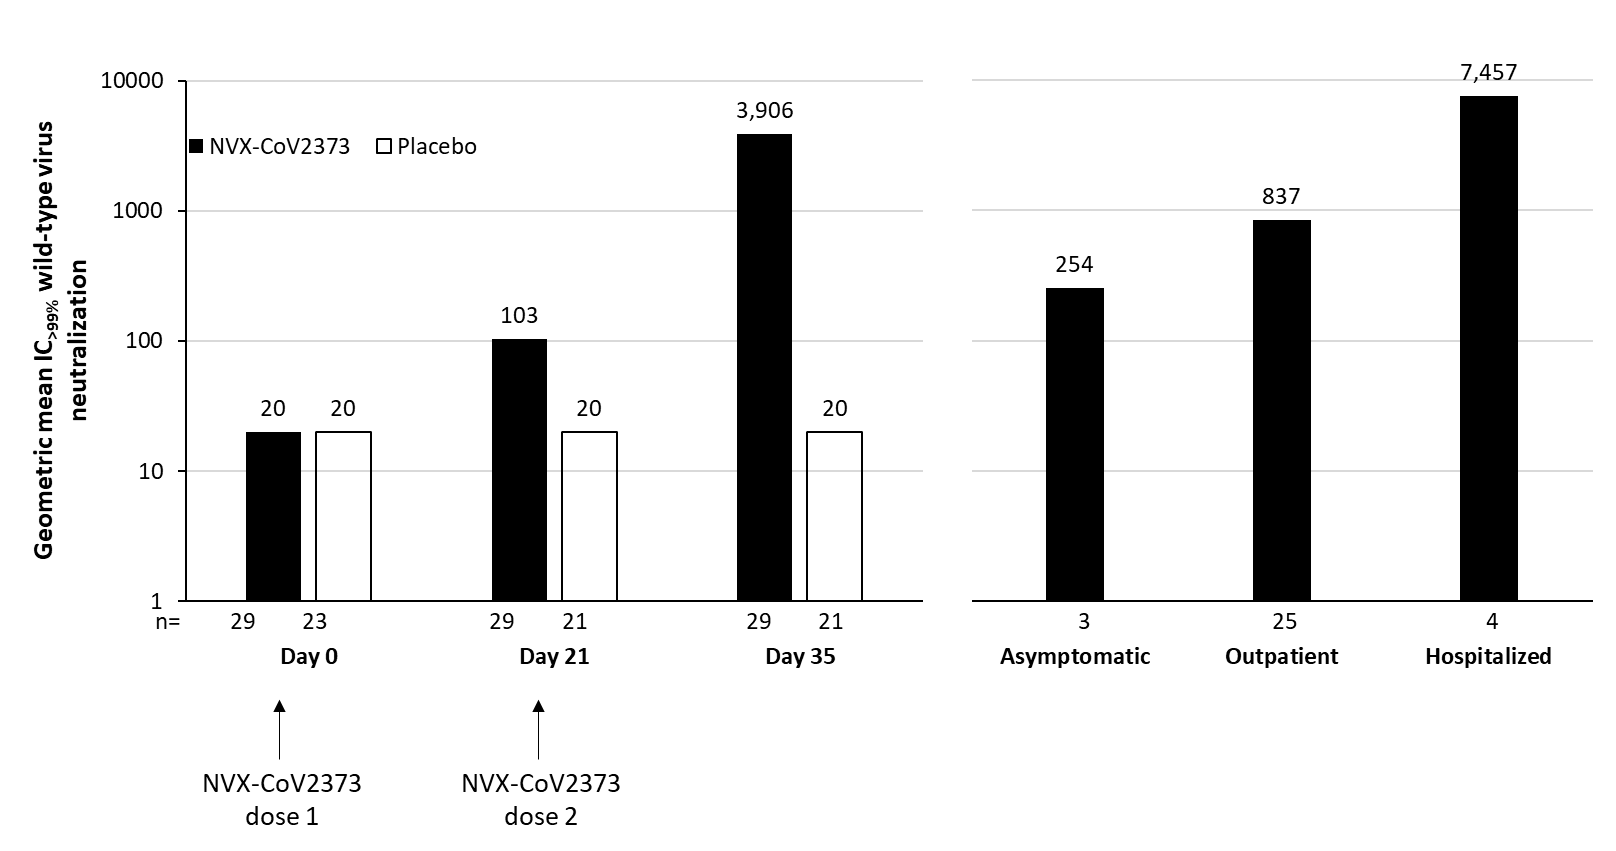 Geometric mean IC>99% wild-type virus
neutralization
10000
1000
100
10
1
NVX-CoV2373 Placebo
20 20
103 20
3,906 20
254
837
7,457
n= 29 23 29 21 29 21 3 25 4
Day 0 Day 21 Day 35 Asymptomatic Outpatient Hospitalized
NVX-CoV2373
dose 1
NVX-CoV2373
dose 2